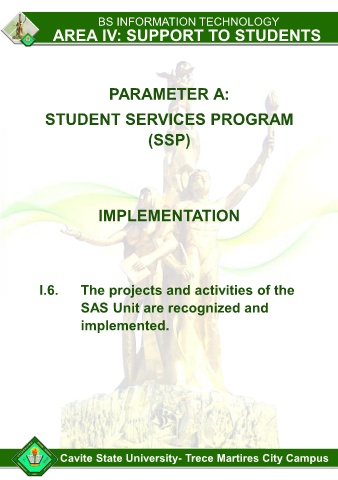 BS INFORMATION TECHNOLOGY
AREA IV: SUPPORT TO STUDENTS
PARAMETER A:
STUDENT SERVICES PROGRAM
(SSP)
IMPLEMENTATION
I.6. The projects and activities of the
SAS Unit are recognized and
implemented.
Cavite State University- Trece Martires City Campus